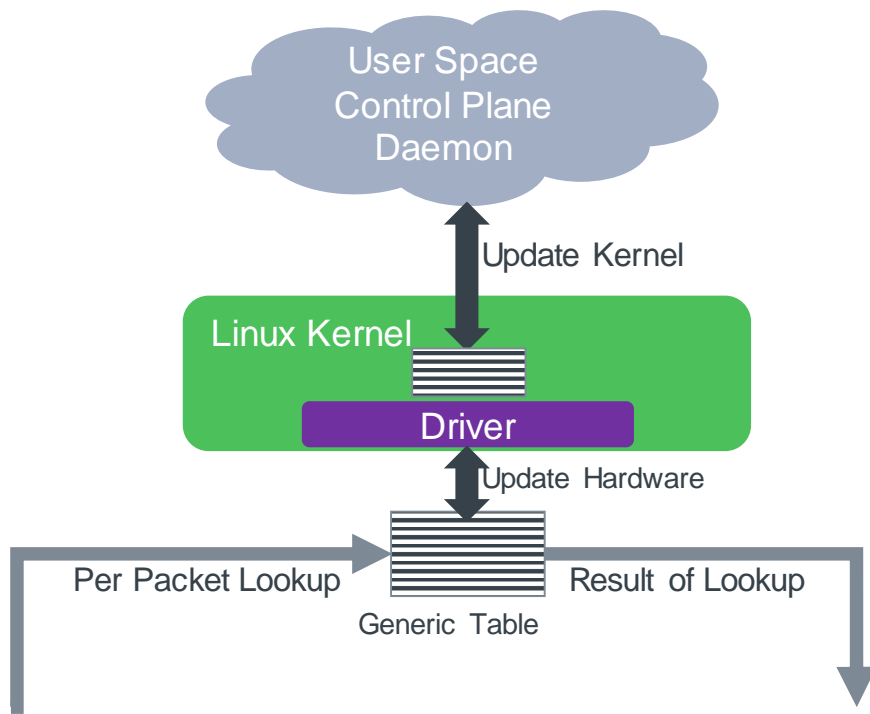 User Space
Control Plane
Daemon
Update Kernel
Linux Kernel
Driver
Update Hardware
Per Packet Lookup
Result of Lookup
Generic Table